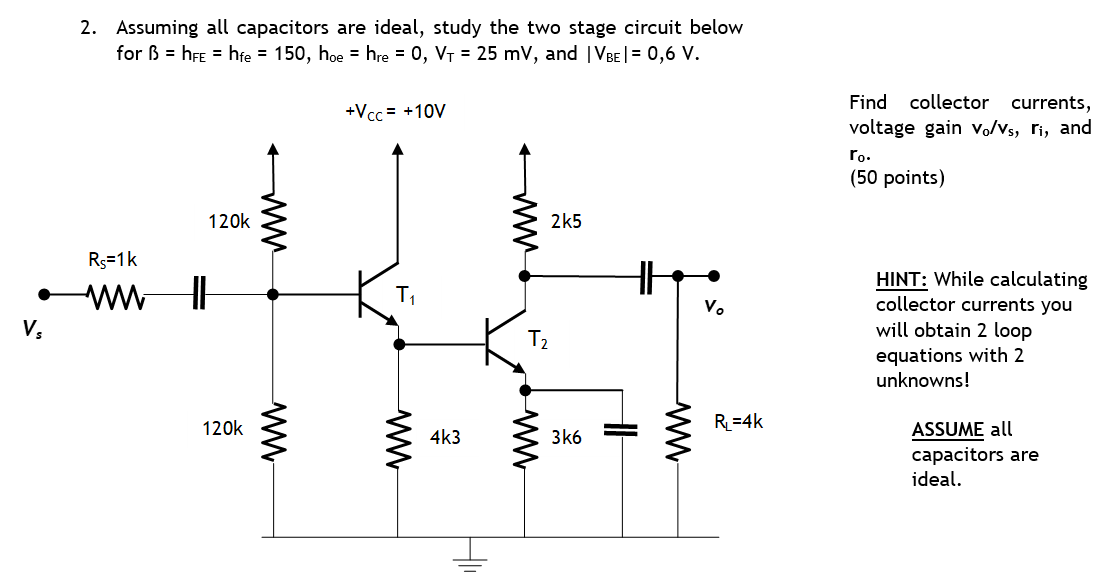 2. Assuming all capacitors are ideal, study the two stage circuit below
for ß = hFE = hfe = 150, hoe = hre = 0, VT = 25 mV, and |VBE|= 0,6 V.
+VCC = +10V
Find collector currents,
voltage gain vo/vs, ri, and
ro.
(50 points)
120k
2k5
RS=1k
T1
Vs
Vo
T2
HINT: While calculating
collector currents you
will obtain 2 loop
equations with 2
unknowns!
120k
4k3
3k6
RL=4k
ASSUME all
capacitors are
ideal.